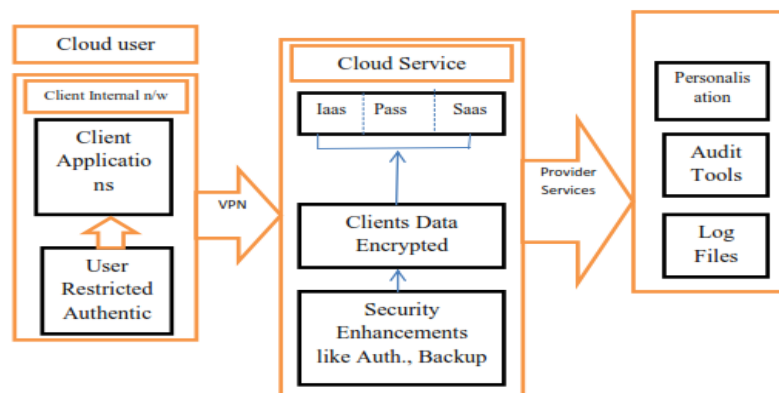 Cloud user
Client Internal n/w
Client
Applicatio
ns
User
Restricted
Authentic
VPN
Cloud Service
Iaas Pass Saas
Clients Data
Encrypted
Security
Enhancements
like Auth., Backup
Provider
Services
Personalis
ation
Audit
Tools
Log
Files